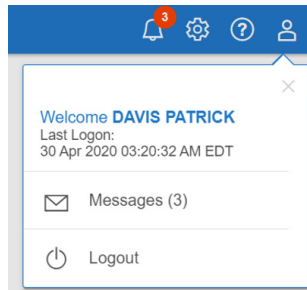 3
?
Welcome DAVIS PATRICK
Last Logon:
30 Apr 2020 03:20:32 AM EDT
Messages (3)
Logout